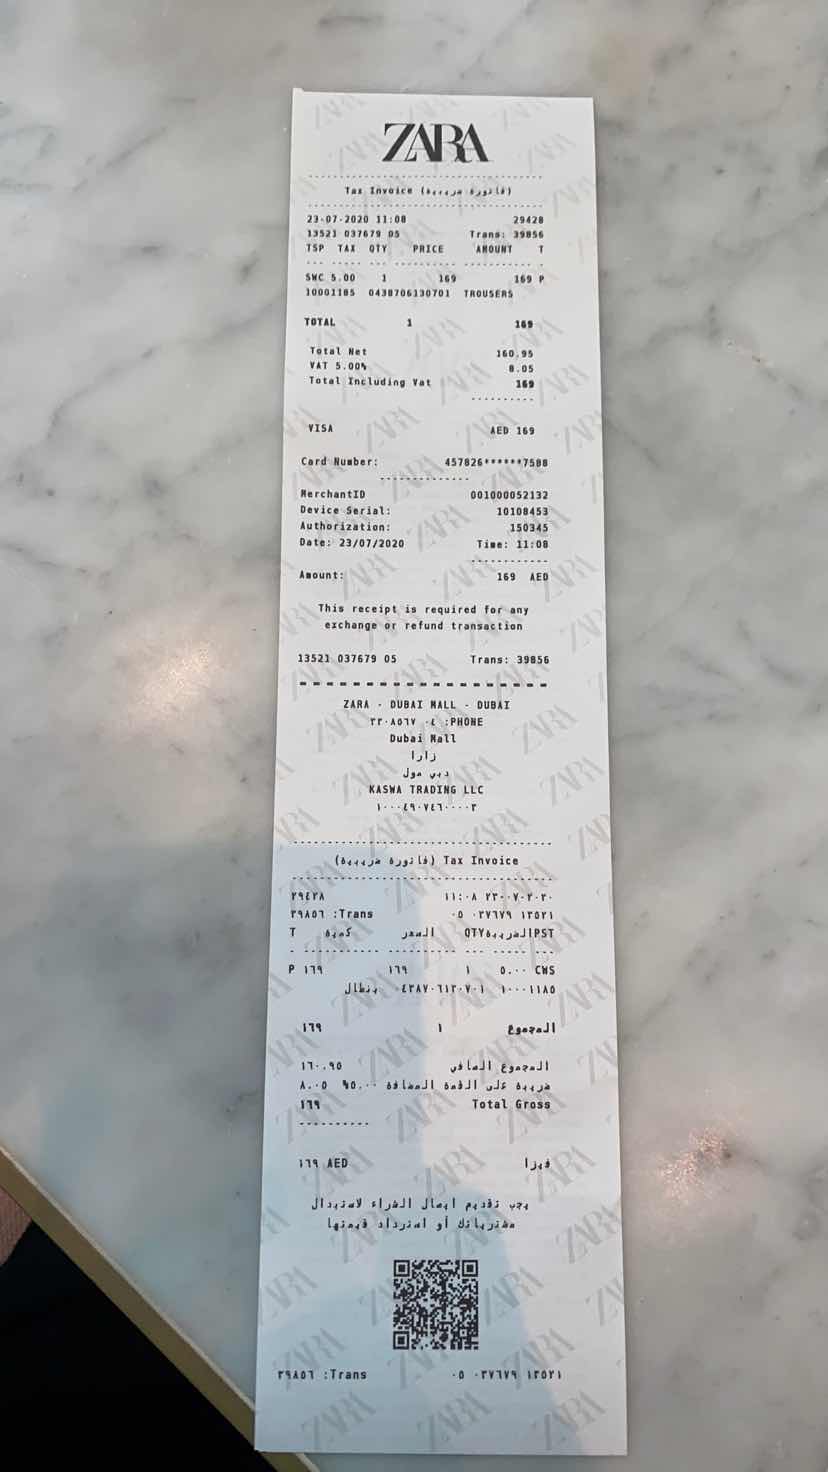 ZARA
Tax Invoice (فاتورة ضريبية)
23-07-2020 11:08 29428
13521 037679 05 Trans: 39856
TSP TAX QTY PRICE AMOUNT T
SWC 5.00 1 169 169 P
10001185 0438706130701 TROUSERS
TOTAL 1 169
Total Net 160.95
VAT 5.00% 8.05
Total Including Vat 169
VISA AED 169
Card Number: 457826******7588
MerchantID 001000052132
Device Serial: 10108453
Authorization: 150345
Date: 23/07/2020 Time: 11:08
Amount: 169 AED
This receipt is required for any
exchange or refund transaction
13521 037679 05 Trans: 39856
ZARA - DUBAI MALL - DUBAI
٣٣٠٨٥٦٧ ٠٤ :PHONE
Dubai Mall
زارا
دبي مول
KASWA TRADING LLC
١٠٠٠٤٩٠٧٤٦٠٠٠٠٣
(فاتورة ضريبية) Tax Invoice
٢٩٤٢٨ ١١:٠٨ ٢٣-٠٧-٢٠٢٠
٣٩٨٥٦ :Trans ٠٥ ٠٣٧٦٧٩ ١٣٥٢١
T كمية السعر QTYالضريبةPST
P ١٦٩ ١٦٩ ١ ٥.٠٠ CWS
بنطال ٠٤٣٨٧٠٦١٣٠٧٠١ ١٠٠٠١١٨٥
١٦٩ ١ المجموع
١٦٠.٩٥ المجموع الصافي
٨.٠٥ %٥.٠٠ ضريبة على القمة المضافة
١٦٩ Total Gross
١٦٩ AED فيزا
يجب تقديم ايصال الشراء لاستبدال
مشترياتك أو استرداد قيمتها
٣٩٨٥٦ :Trans ٠٥ ٠٣٧٦٧٩ ١٣٥٢١